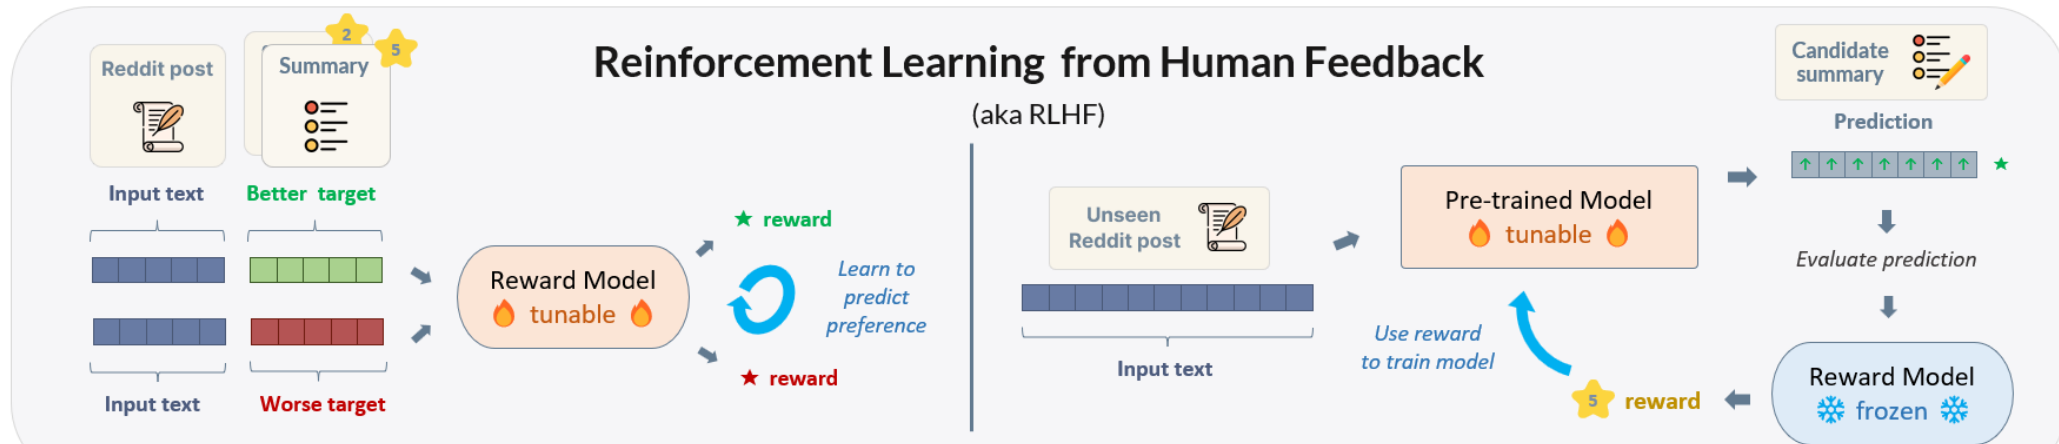 Reinforcement Learning from Human Feedback
(aka RLHF)
Reddit post
Summary
2
5
Input text
Better target
Input text
Worse target
Reward Model
tunable
reward
Learn to
predict
preference
reward
Unseen
Reddit post
Input text
Pre-trained Model
tunable
Candidate
summary
Prediction
Evaluate prediction
Reward Model
frozen
5 reward
Use reward
to train model